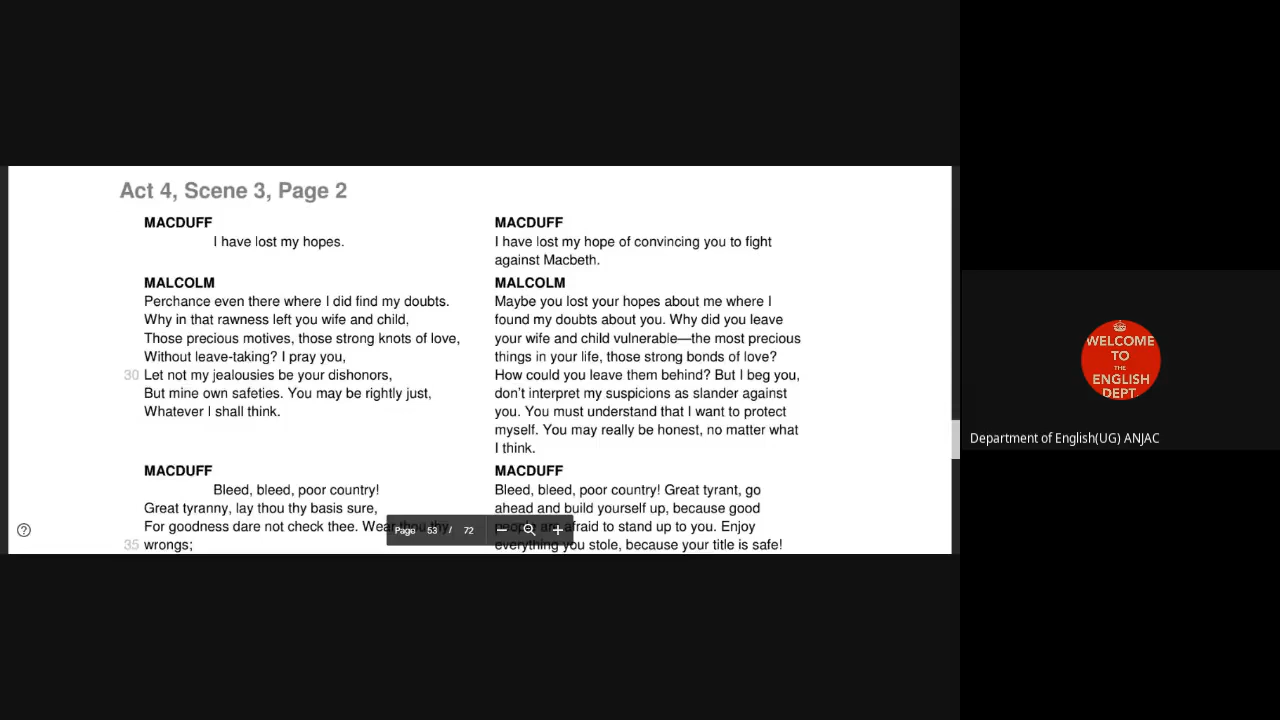 Act 4, Scene 3, Page 2
MACDUFF
I have lost my hopes.
MALCOLM
Perchance even there where I did find my doubts.
Why in that rawness left you wife and child,
Those precious motives, those strong knots of love,
Without leave-taking? I pray you,
30 Let not my jealousies be your dishonors,
But mine own safeties. You may be rightly just,
Whatever I shall think.
MACDUFF
Bleed, bleed, poor country!
Great tyranny, lay thou thy basis sure,
For goodness dare not check thee. Wear thou thy
35 wrongs;
MACDUFF
I have lost my hope of convincing you to fight
against Macbeth.
MALCOLM
Maybe you lost your hopes about me where I
found my doubts about you. Why did you leave
your wife and child vulnerable—the most precious
things in your life, those strong bonds of love?
How could you leave them behind? But I beg you,
don't interpret my suspicions as slander against
you. You must understand that I want to protect
myself. You may really be honest, no matter what
I think.
MACDUFF
Bleed, bleed, poor country! Great tyrant, go
ahead and build yourself up, because good
people are afraid to stand up to you. Enjoy
everything you stole, because your title is safe!
Page 53 / 72
WELCOME
TO
THE
ENGLISH
DEPT.
Department of English(UG) ANJAC